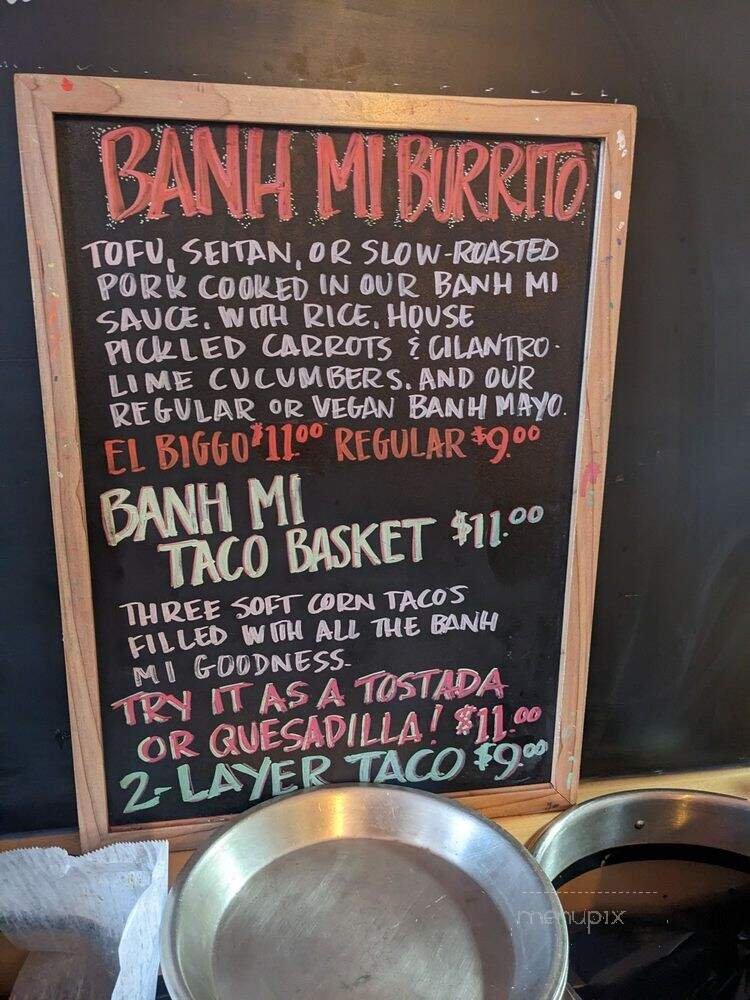 BANH MI BURRITO
TOFU, SEITAN, OR SLOW-ROASTED
PORK COOKED IN OUR BANH MI
SAUCE. WITH RICE, HOUSE
PICKLED CARROTS & CILANTRO-
LIME CUCUMBERS. AND OUR
REGULAR OR VEGAN BANH MAYO.
EL BIGGO $11.00 REGULAR $9.00
BANH MI
TACO BASKET $11.00
THREE SOFT CORN TACOS
FILLED WITH ALL THE BANH
MI GOODNESS.
TRY IT AS A TOSTADA
OR QUESADILLA! $11.00
2-LAYER TACO $9.00
menupix